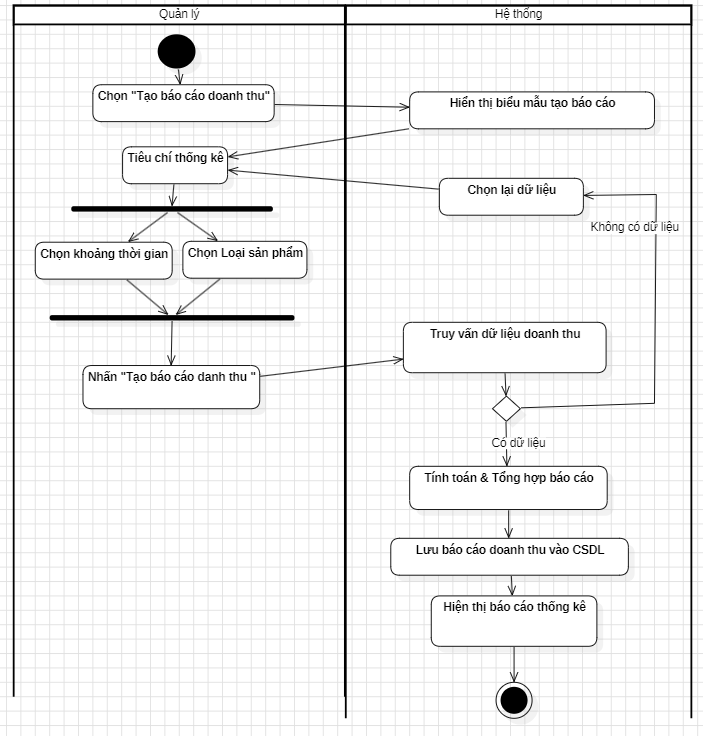 Quản lý
Hệ thống
Chọn "Tạo báo cáo doanh thu"
Hiển thị biểu mẫu tạo báo cáo
Tiêu chí thống kê
Chọn lại dữ liệu
Không có dữ liệu
Chọn khoảng thời gian
Chọn Loại sản phẩm
Truy vấn dữ liệu doanh thu
Nhấn "Tạo báo cáo danh thu "
Có dữ liệu
Tính toán & Tổng hợp báo cáo
Lưu báo cáo doanh thu vào CSDL
Hiện thị báo cáo thống kê